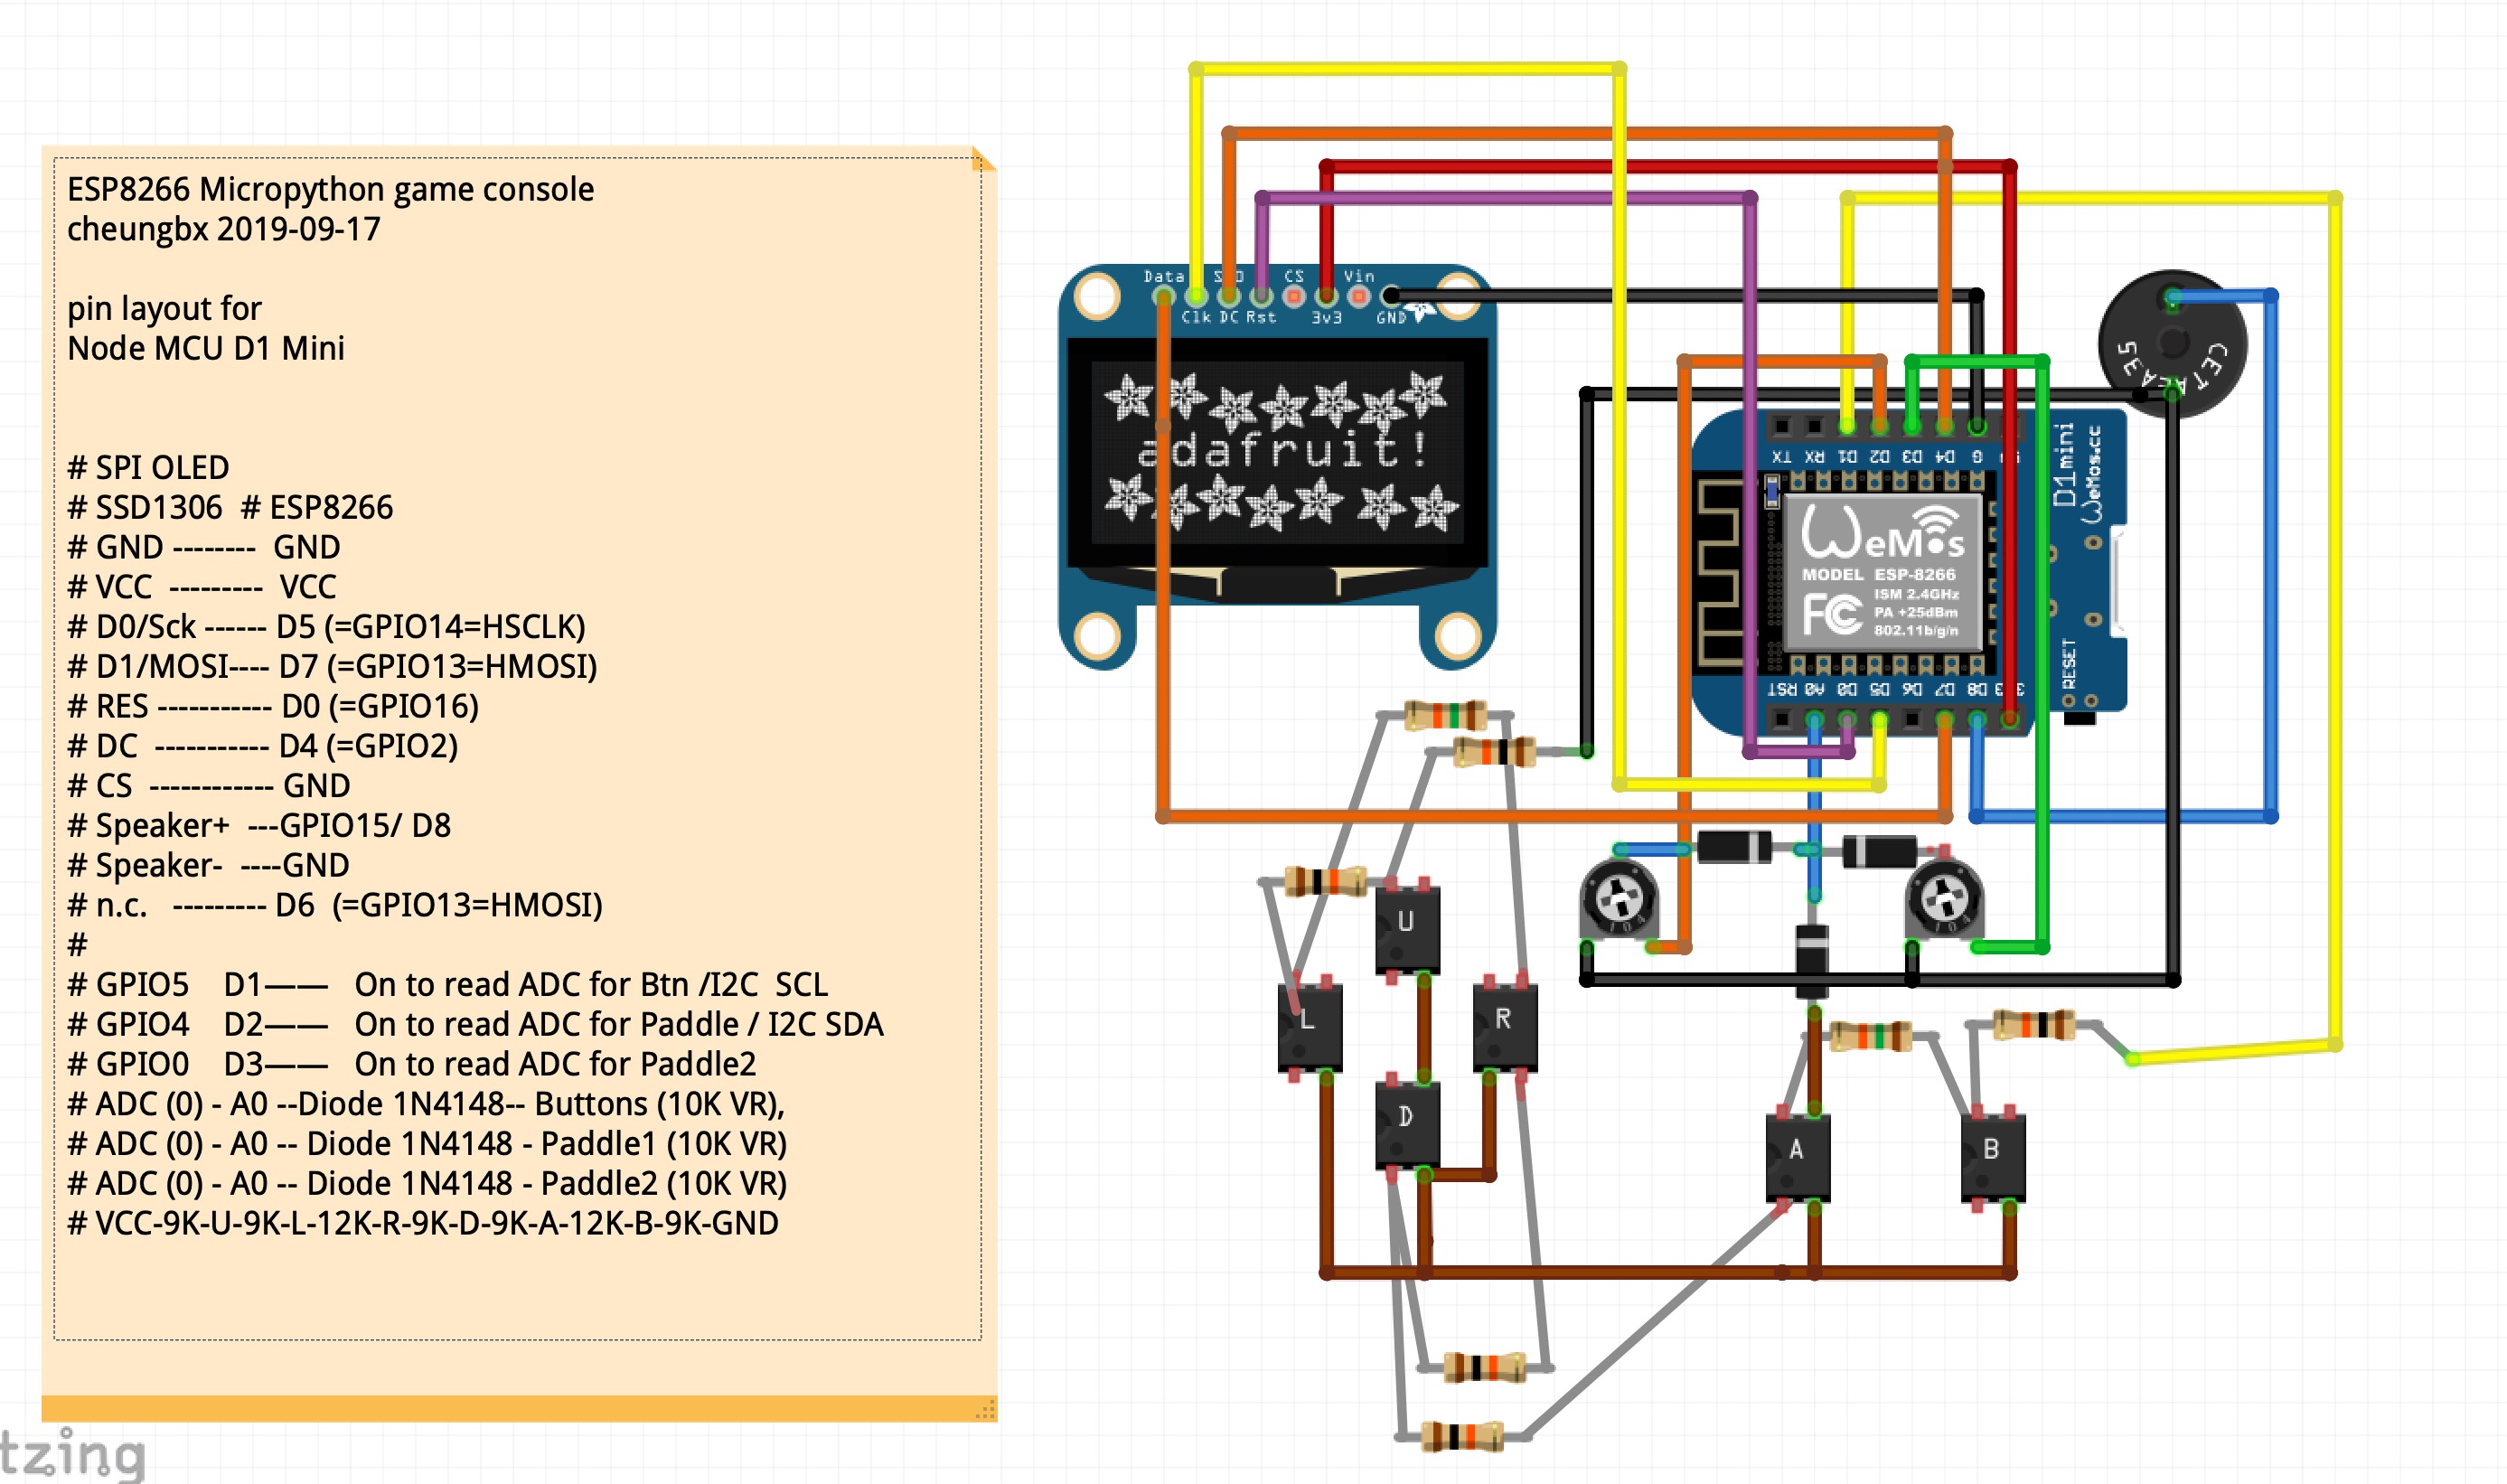 ESP8266 Micropython game console
cheungbx 2019-09-17
pin layout for
Node MCU D1 Mini
# SPI OLED
# SSD1306  # ESP8266
# GND --------  GND
# VCC  ---------  VCC
# D0/Sck ------ D5 (=GPIO14=HSCLK)
# D1/MOSI---- D7 (=GPIO13=HMOSI)
# RES ----------- D0 (=GPIO16)
# DC  ----------- D4 (=GPIO2)
# CS  ------------ GND
# Speaker+  ---GPIO15/ D8
# Speaker-  ----GND
# n.c.   --------- D6  (=GPIO13=HMOSI)
#
# GPIO5    D1——   On to read ADC for Btn /I2C  SCL
# GPIO4    D2——   On to read ADC for Paddle / I2C SDA
# GPIO0    D3——   On to read ADC for Paddle2
# ADC (0) - A0 --Diode 1N4148-- Buttons (10K VR),
# ADC (0) - A0 -- Diode 1N4148 - Paddle1 (10K VR)
# ADC (0) - A0 -- Diode 1N4148 - Paddle2 (10K VR)
# VCC-9K-U-9K-L-12K-R-9K-D-9K-A-12K-B-9K-GND
tzing
Data CS Vin
Clk DC Rst 3v3 GND
adafruit!
TX RX D1 D2 D3 D4 G
D1mini
WeMos.cc
WeMos
MODEL ESP-8266
ISM 2.4GHz
PA +25dBm
802.11b/g/n
FCC
RESET
RST A0 D0 D5 D6 D7 D8
U
L
R
D
A
B